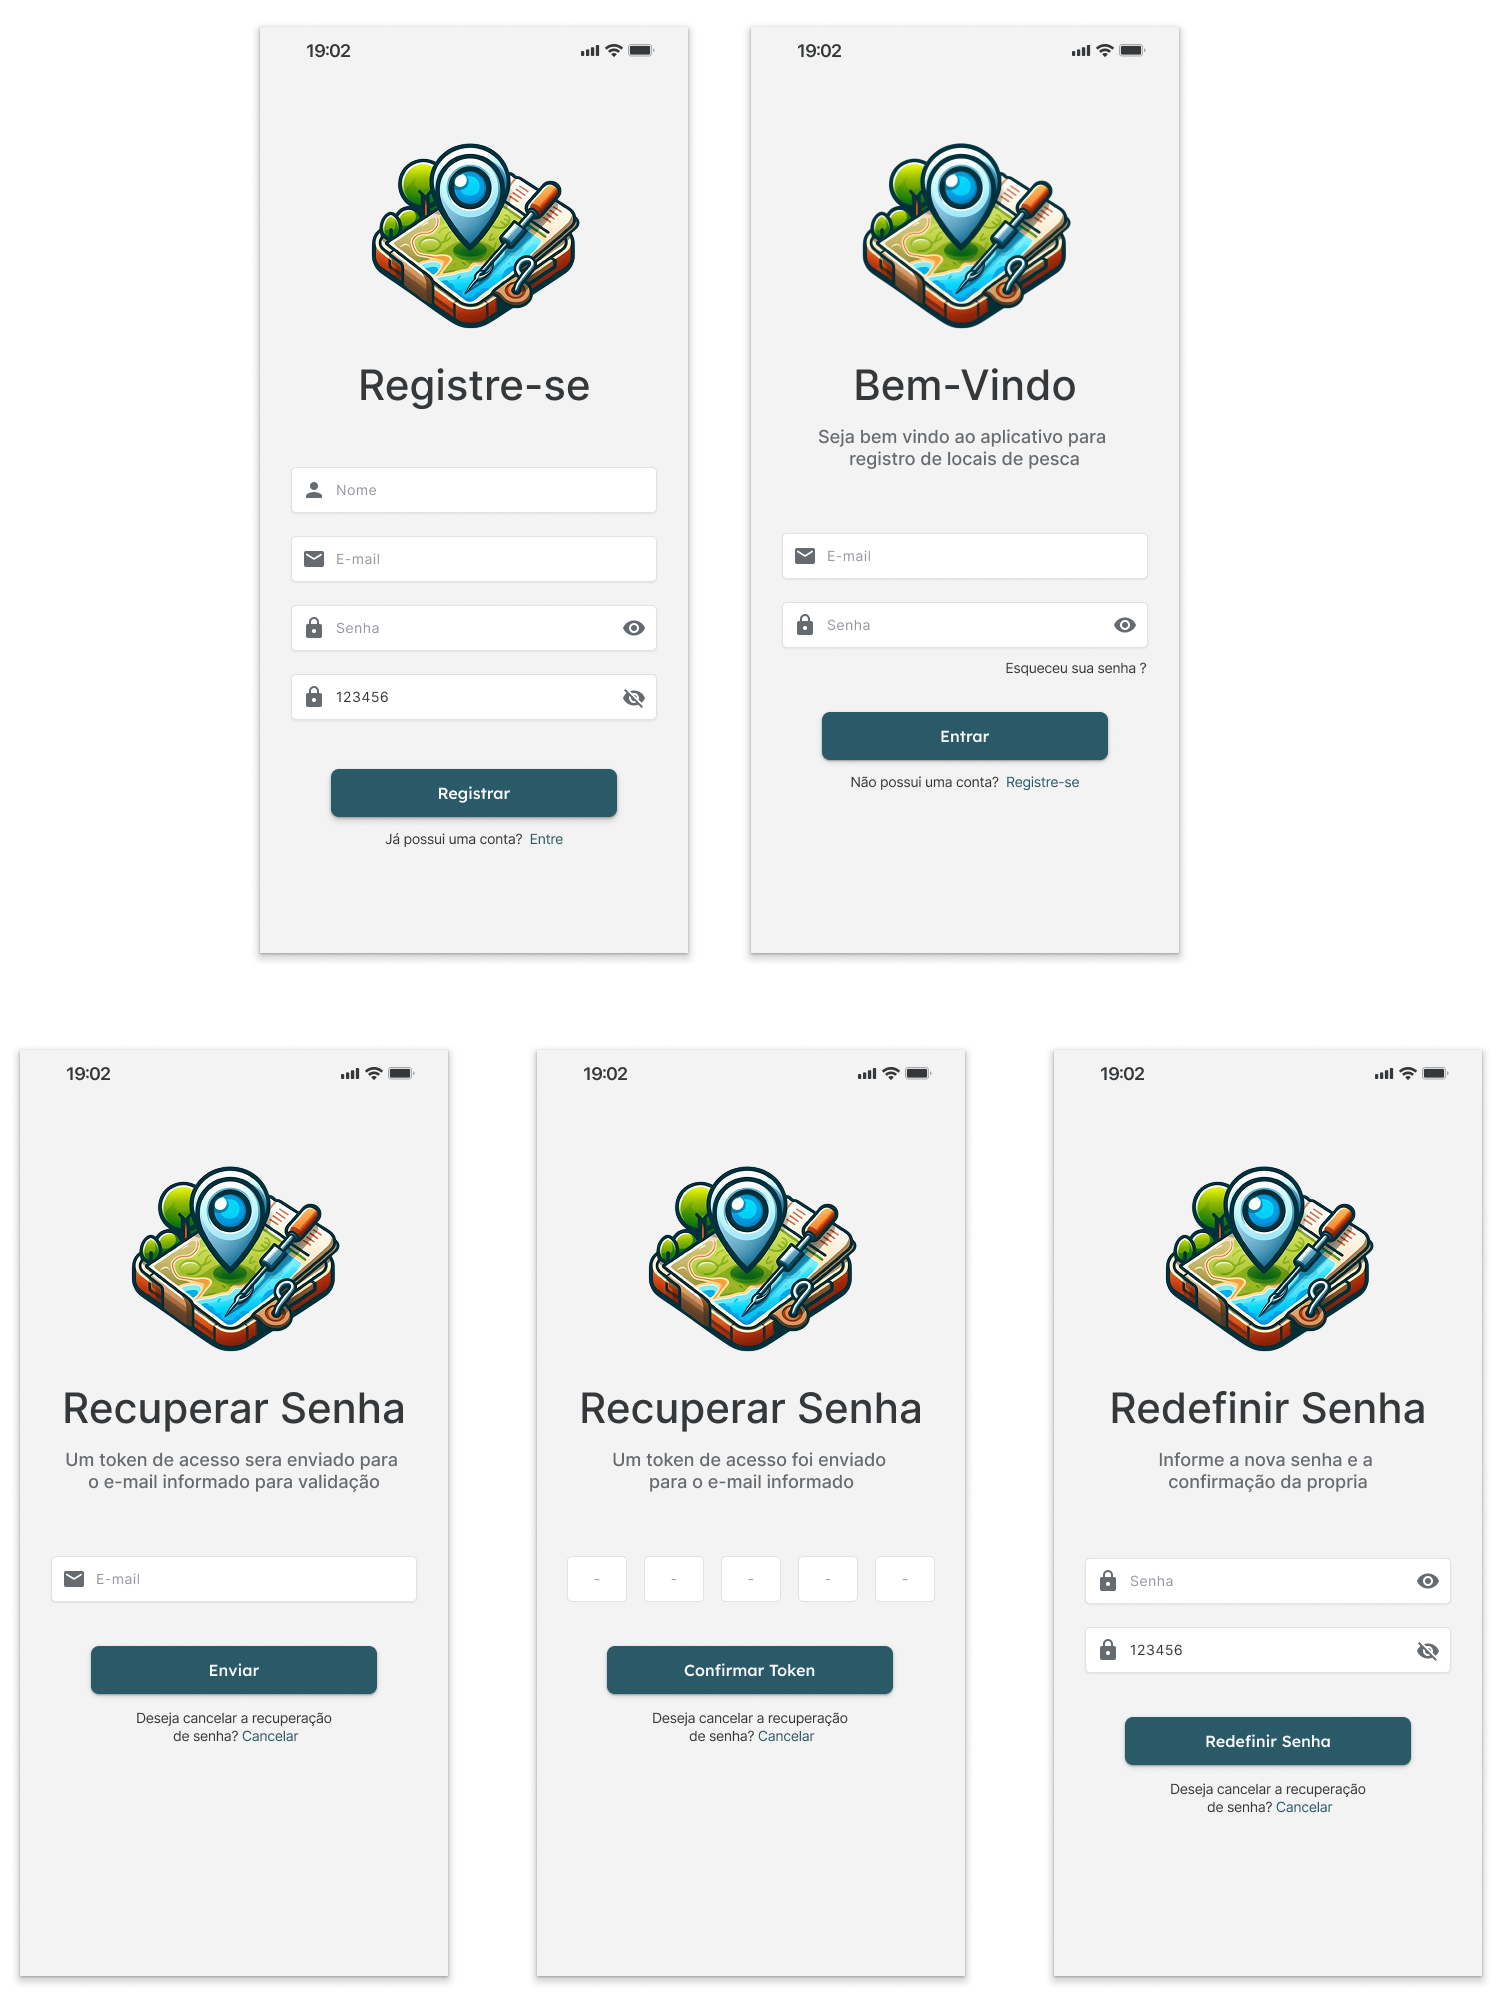 19:02
Registre-se
Nome
E-mail
Senha
123456
Registrar
Já possui uma conta? Entre
19:02
Bem-Vindo
Seja bem vindo ao aplicativo para
registro de locais de pesca
E-mail
Senha
Esqueceu sua senha ?
Entrar
Não possui uma conta? Registre-se
19:02
Recuperar Senha
Um token de acesso sera enviado para
o e-mail informado para validação
E-mail
Enviar
Deseja cancelar a recuperação
de senha? Cancelar
19:02
Recuperar Senha
Um token de acesso foi enviado
para o e-mail informado
- - - - -
Confirmar Token
Deseja cancelar a recuperação
de senha? Cancelar
19:02
Redefinir Senha
Informe a nova senha e a
confirmação da propria
Senha
123456
Redefinir Senha
Deseja cancelar a recuperação
de senha? Cancelar